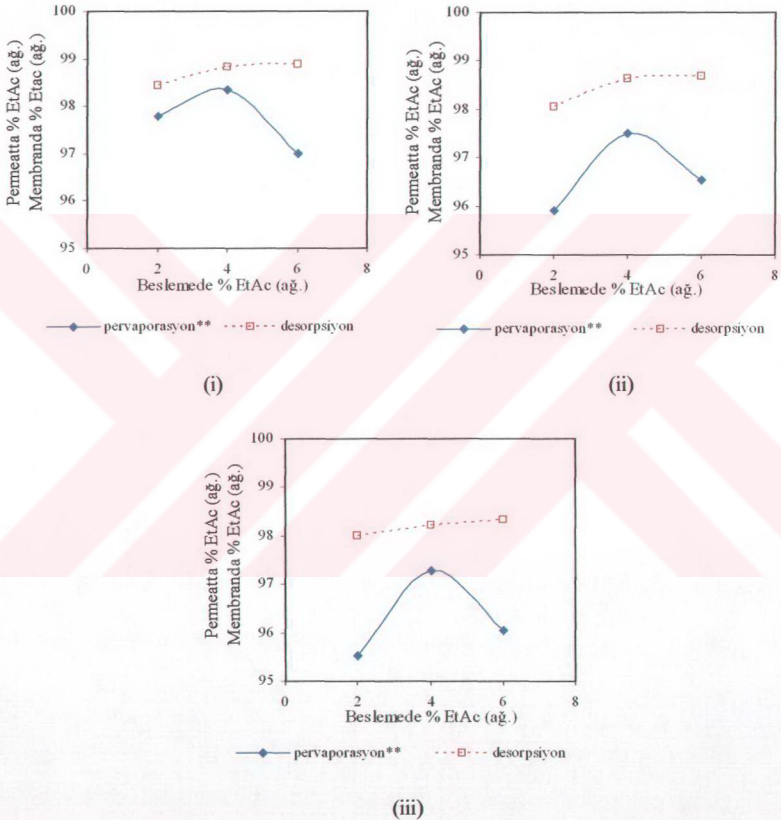 100
99
98
97
96
95
Permeatta % EtAc (ağ.)
Membranda % Etac (ağ.)
0 2 4 6 8
Beslemede % EtAc (ağ.)
pervaporasyon** desorpsiyon
(i)
100
99
98
97
96
95
Permeatta % EtAc (ağ.)
Membranda % EtAc (ağ.)
0 2 4 6 8
Beslemede % EtAc (ağ.)
pervaporasyon** desorpsiyon
(ii)
100
99
98
97
96
95
Permeatta % EtAc (ağ.)
Membranda % EtAc (ağ.)
0 2 4 6 8
Beslemede % EtAc (ağ.)
pervaporasyon** desorpsiyon
(iii)